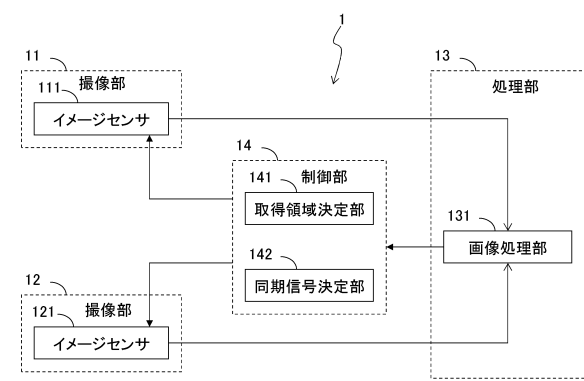 1
11
撮像部
111
イメージセンサ
13
処理部
14
制御部
141
取得領域決定部
131
画像処理部
142
同期信号決定部
12
撮像部
121
イメージセンサ